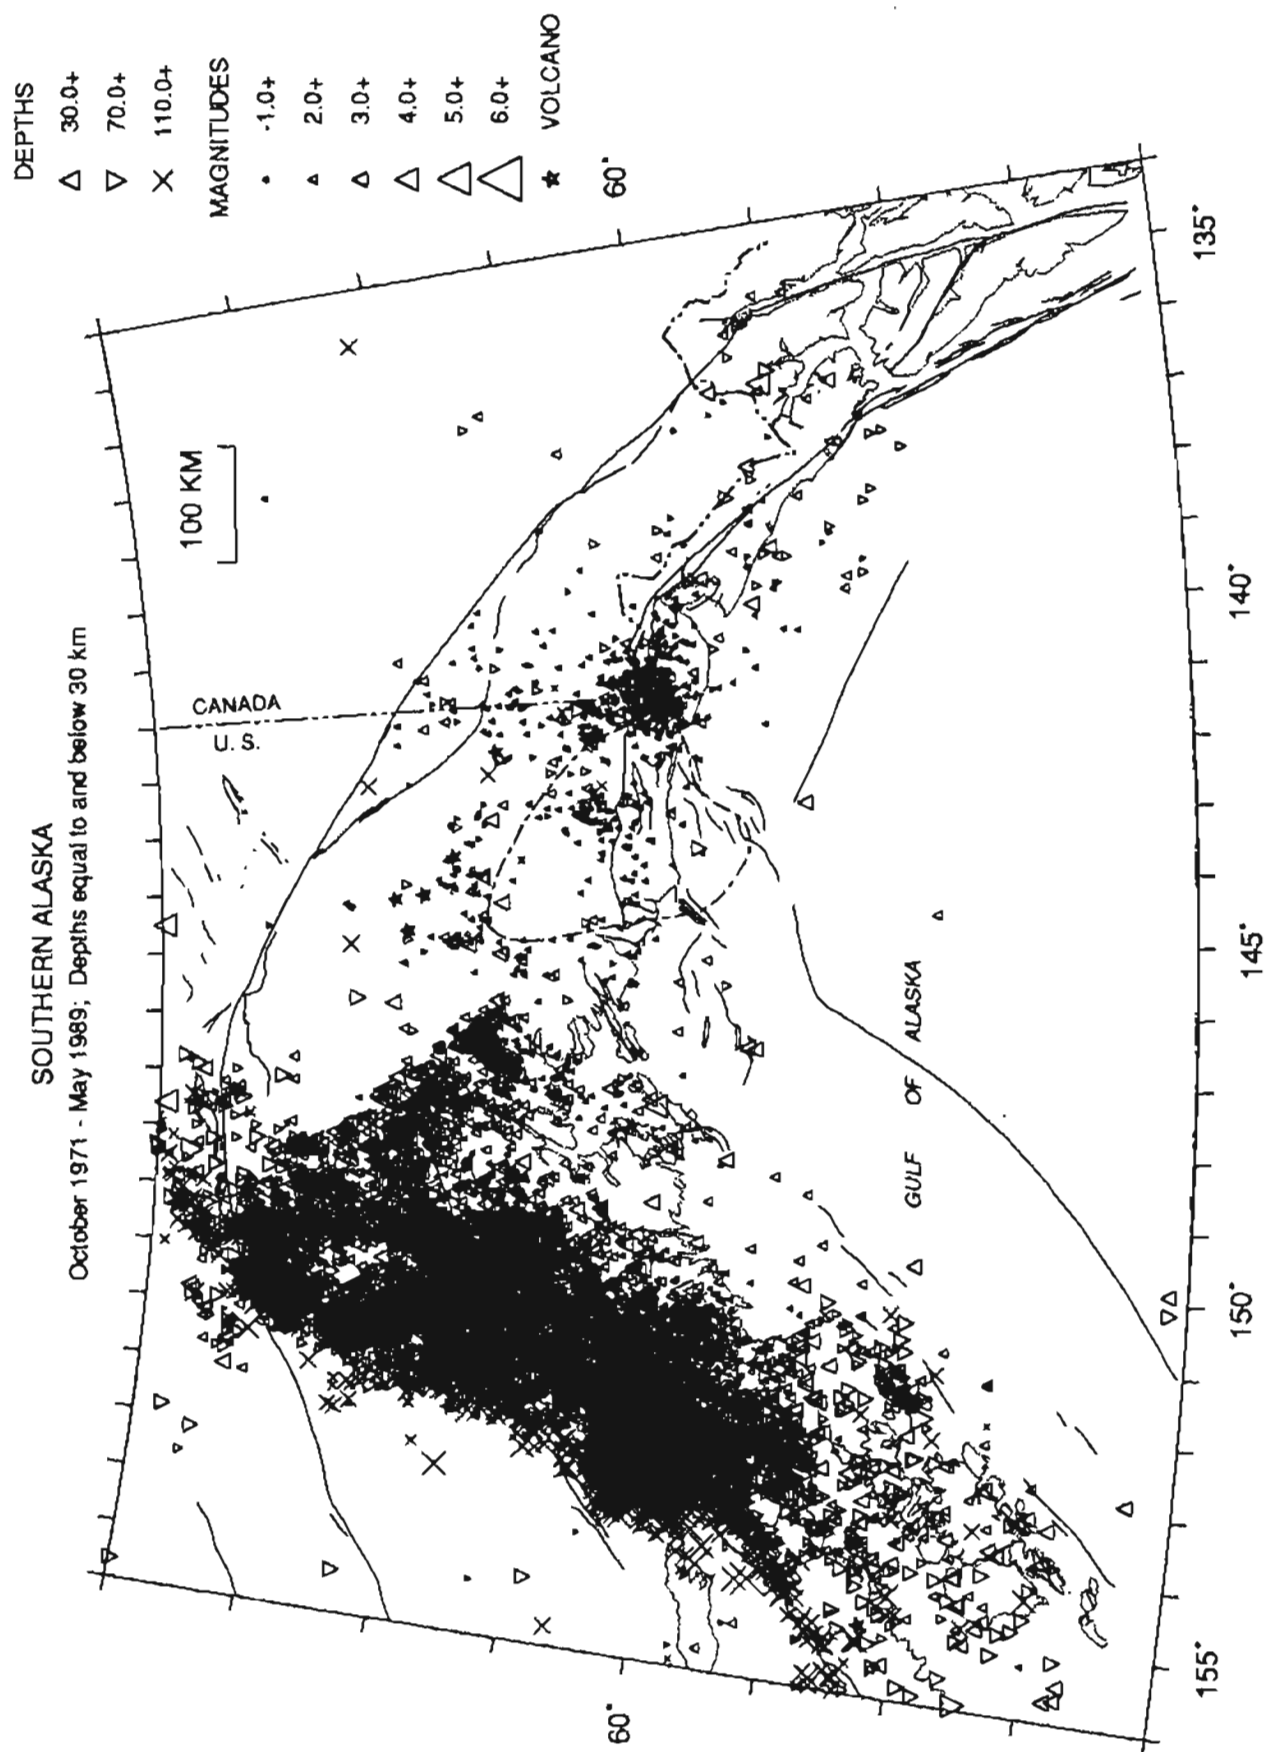 SOUTHERN ALASKA
October 1971 - May 1989; Depths equal to and below 30 km
DEPTHS
30.0+
70.0+
110.0+
MAGNITUDES
-1.0+
2.0+
3.0+
4.0+
5.0+
6.0+
VOLCANO
100 KM
CANADA
U. S.
60°
60°
GULF OF ALASKA
155°
150°
145°
140°
135°